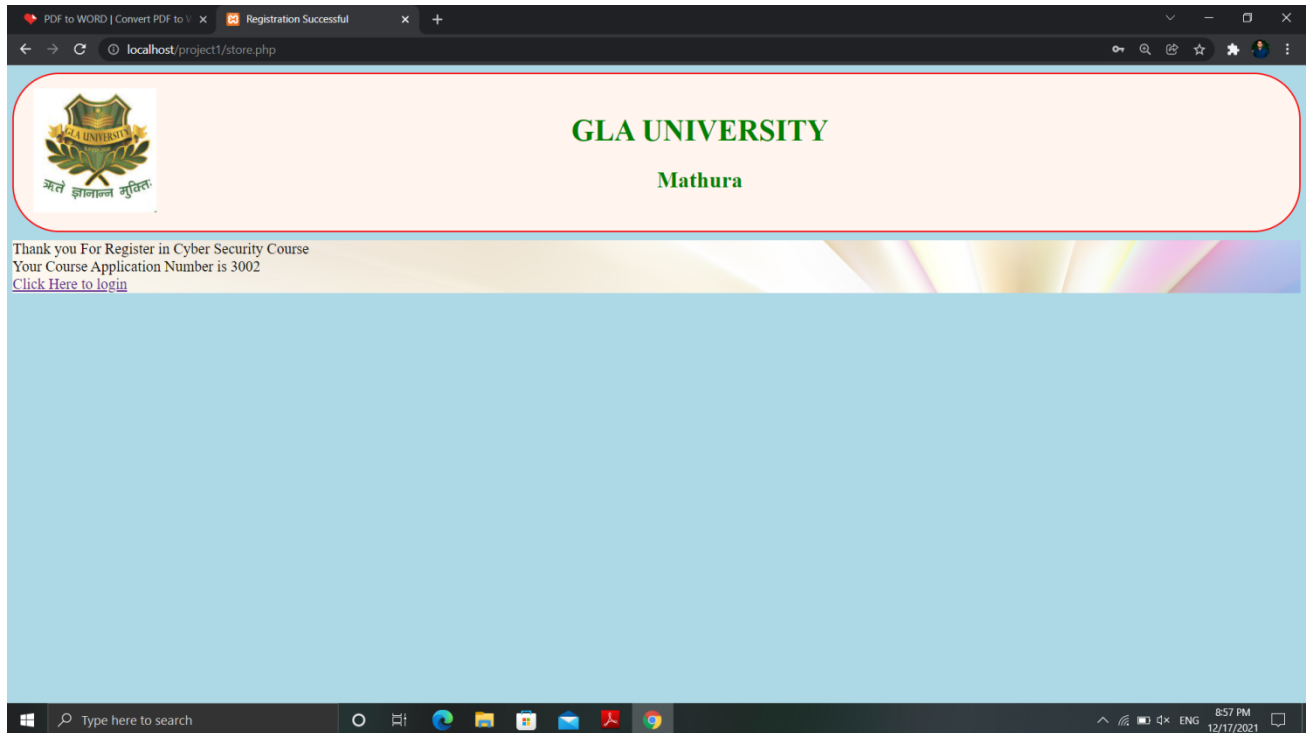 PDF to WORD | Convert PDF to W
Registration Successful
localhost/project1/store.php
GLA UNIVERSITY
ऋते ज्ञानान्न मुक्तिः
GLA UNIVERSITY
Mathura
Thank you For Register in Cyber Security Course
Your Course Application Number is 3002
Click Here to login
Type here to search
ENG
8:57 PM
12/17/2021